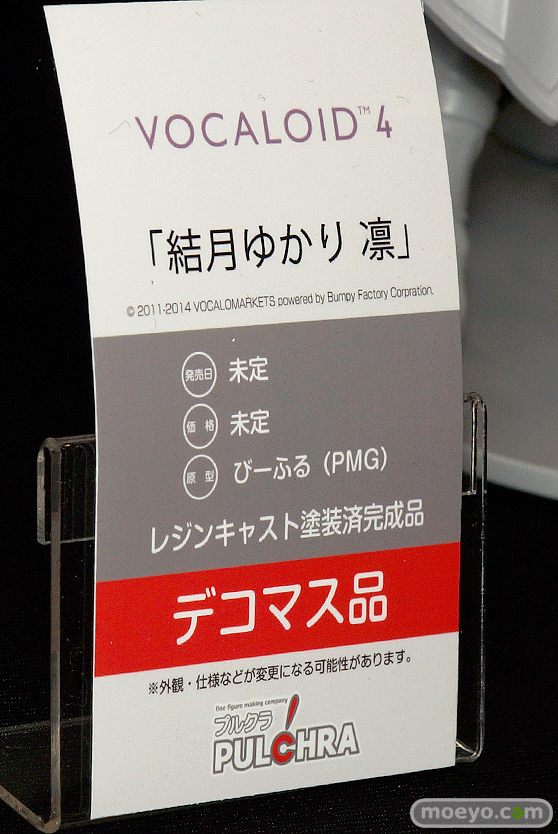 VOCALOID™4
「結月ゆかり 凛」
© 2011-2014 VOCALOMARKETS powered by Bumpy Factory Corpration.
発売日 未定
価格 未定
原型 びーふる（PMG）
レジンキャスト塗装済完成品
デコマス品
※外観・仕様などが変更になる可能性があります。
fine figure making company
プルクラ
PULCHRA
moeyo.com